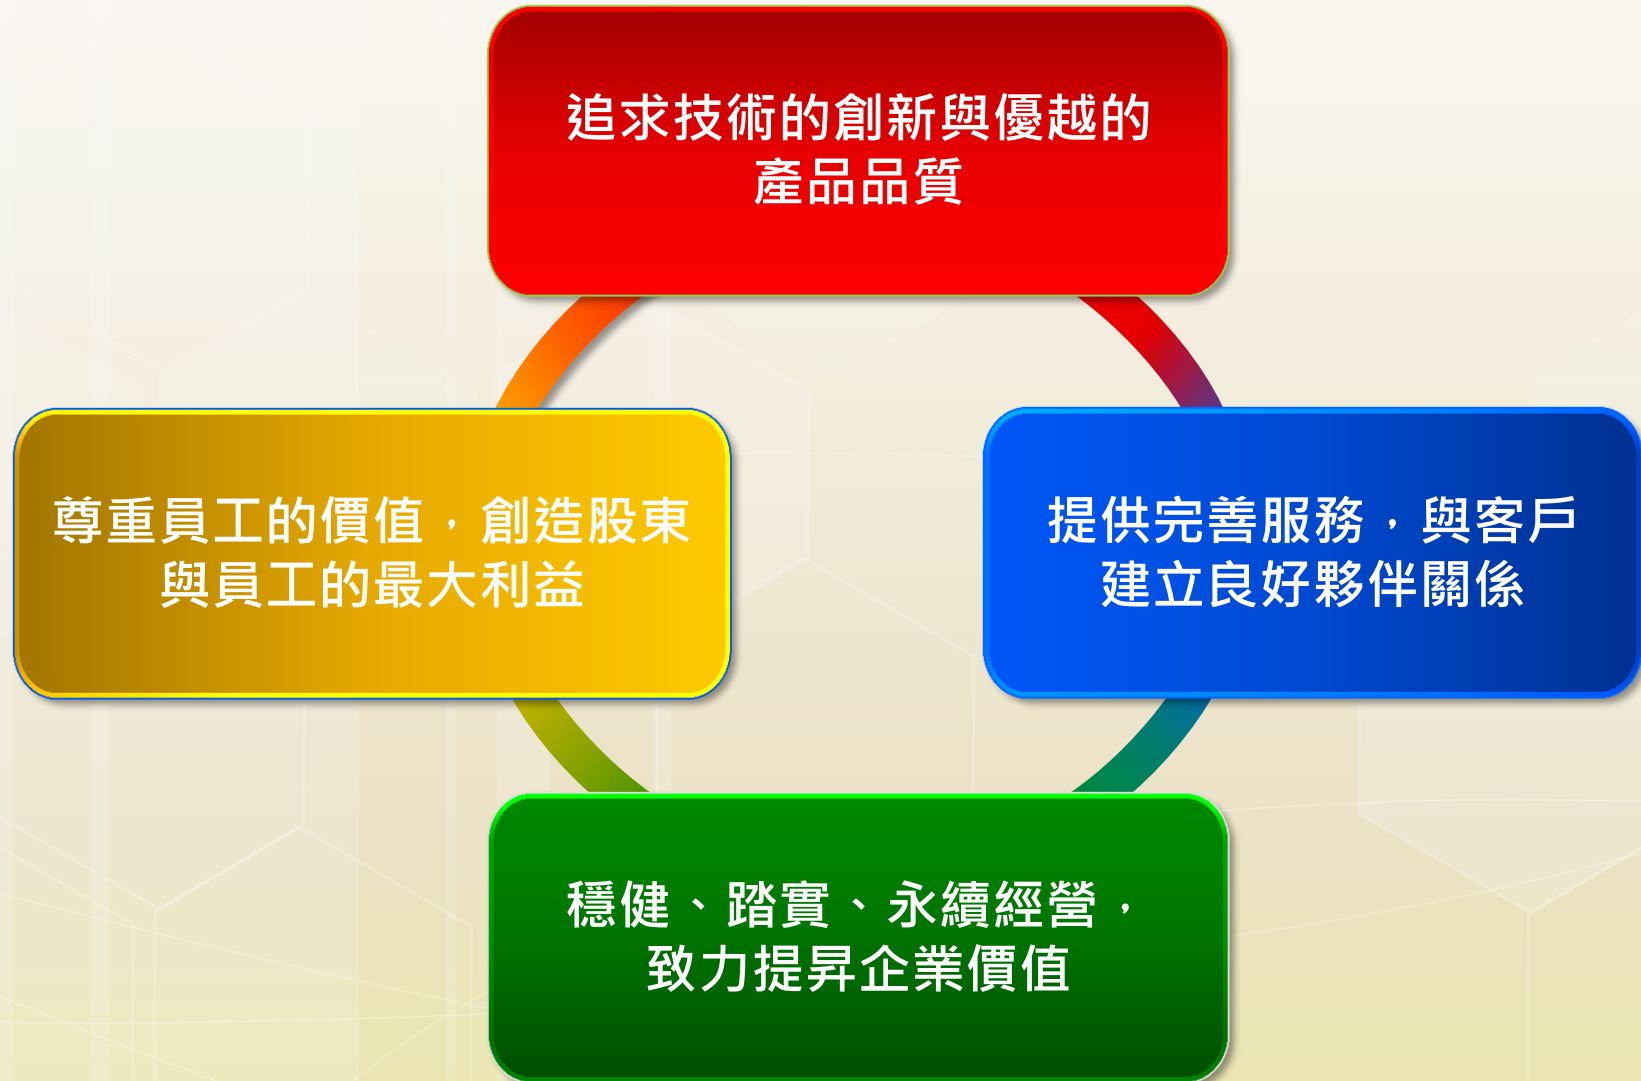 追求技術的創新與優越的
產品品質
尊重員工的價值，創造股東
與員工的最大利益
提供完善服務，與客戶
建立良好夥伴關係
穩健、踏實、永續經營，
致力提昇企業價值